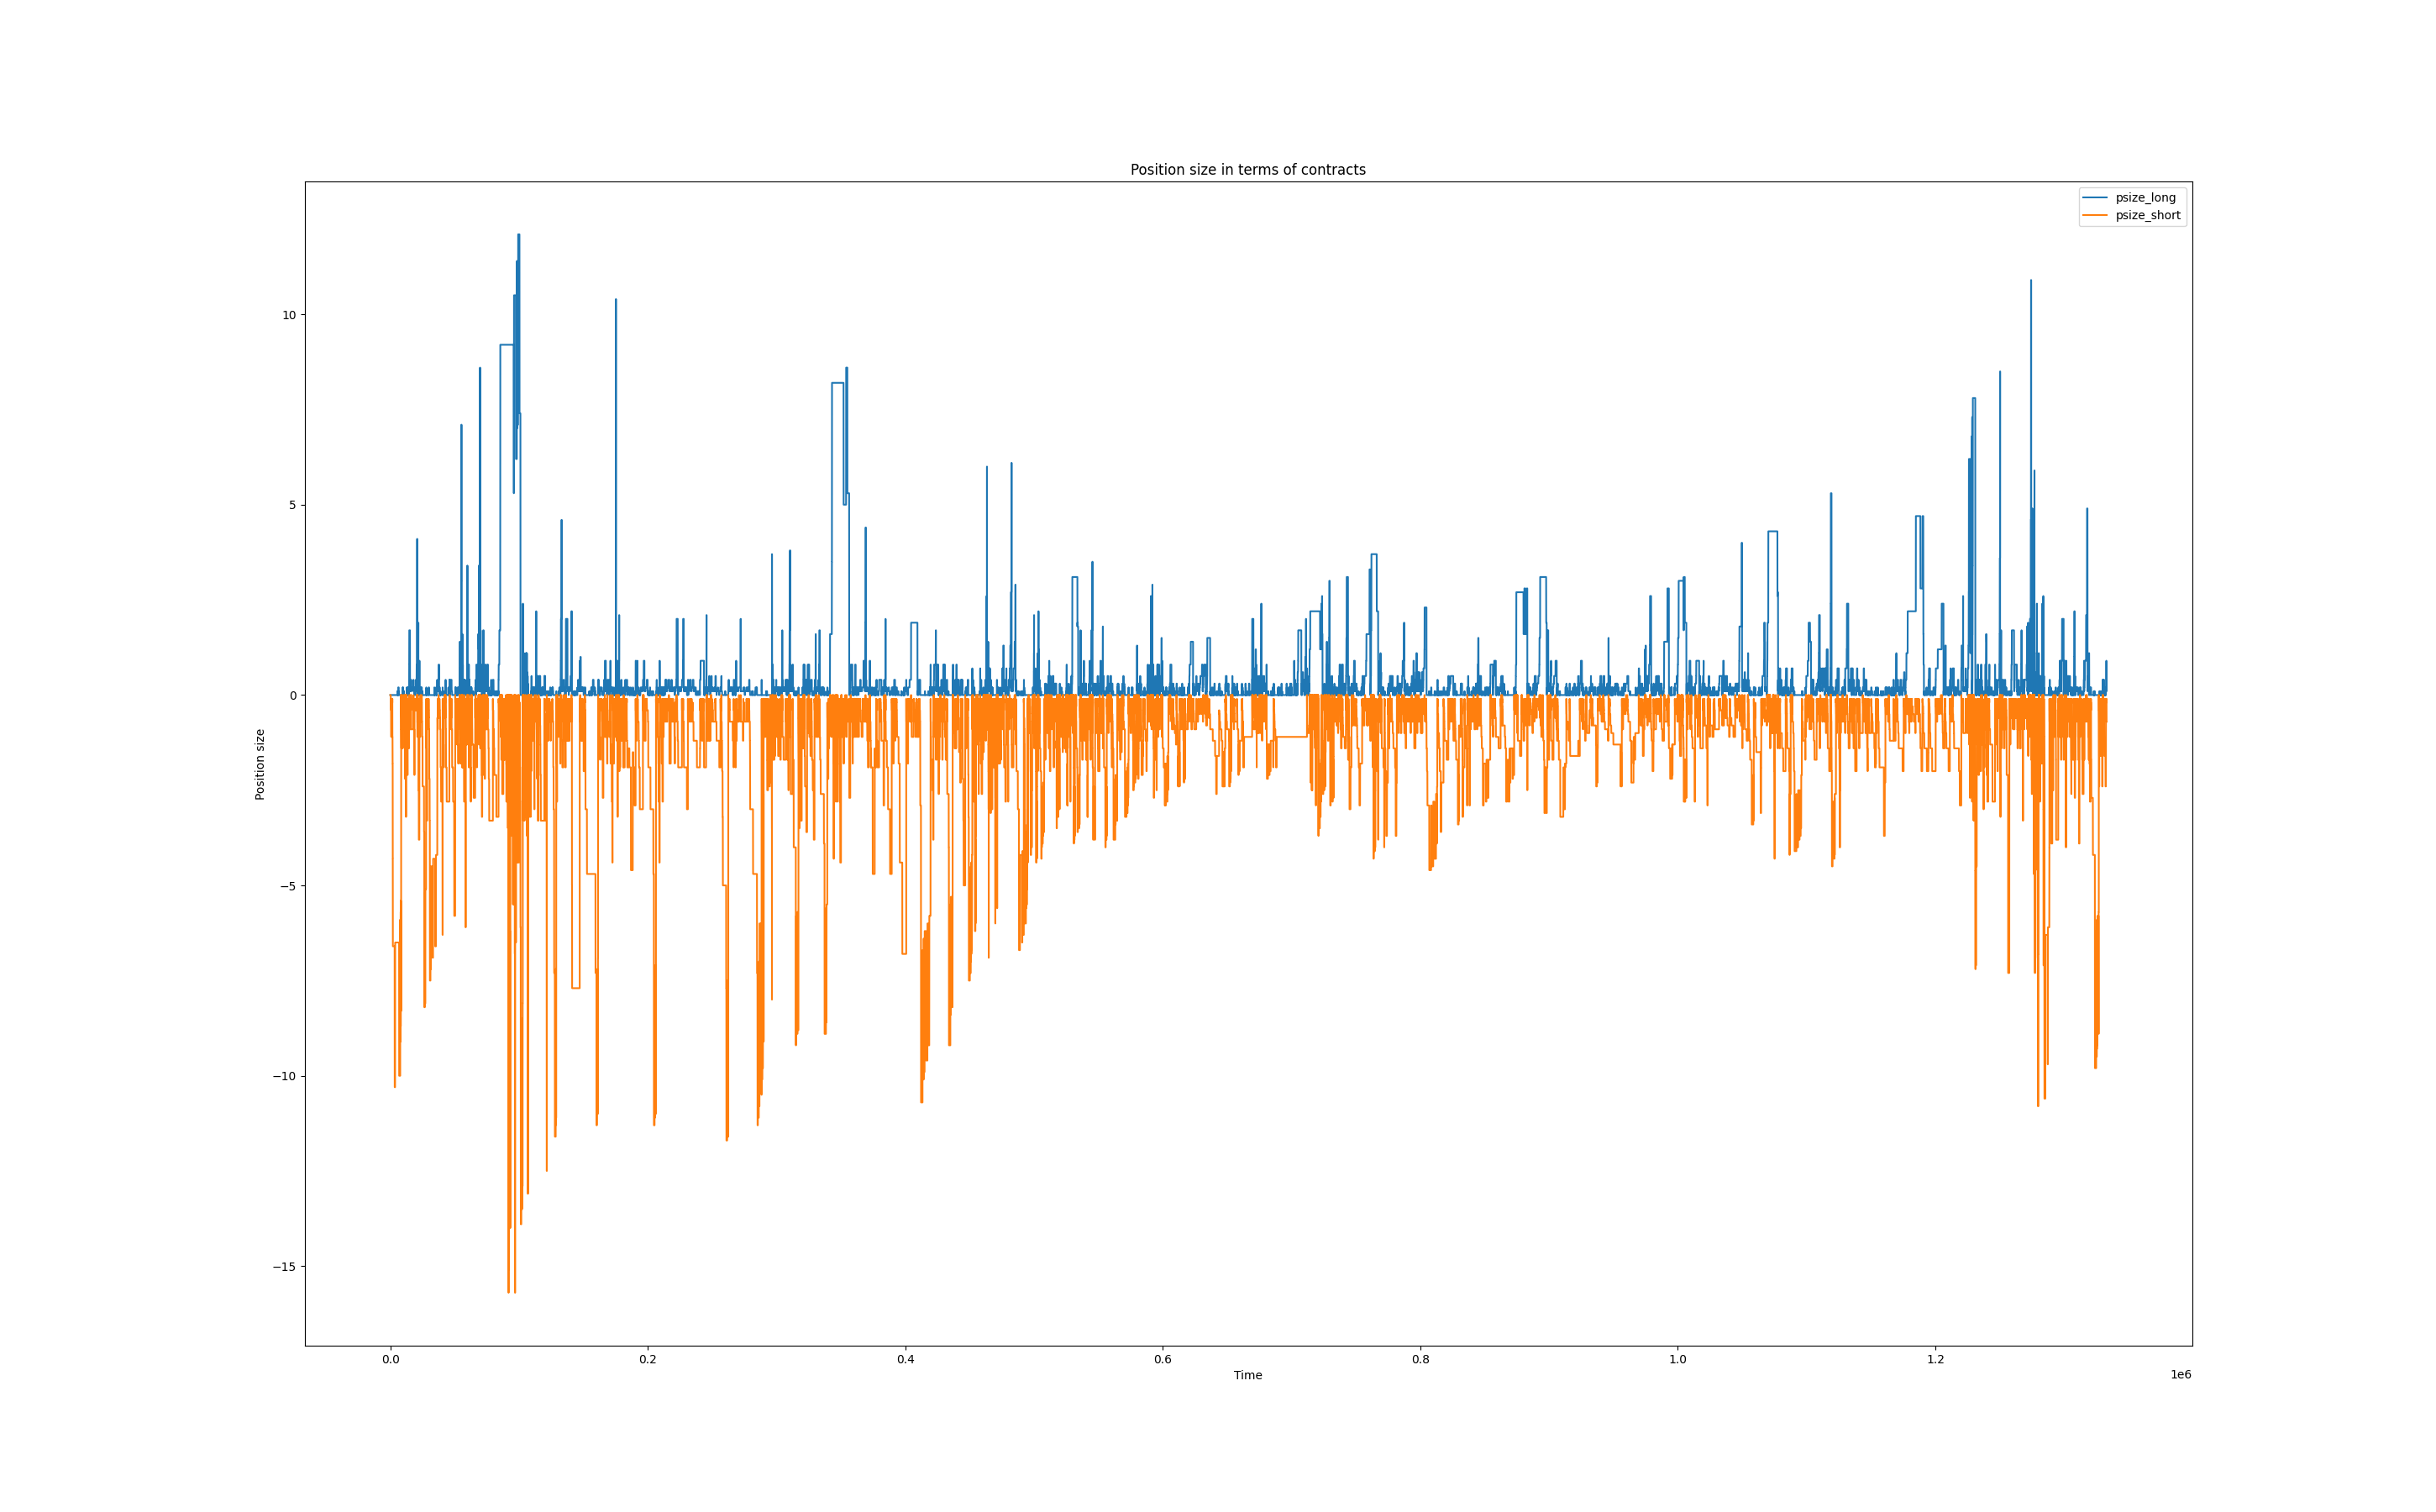 Position size in terms of contracts
psize_long
psize_short
10
5
0
−5
−10
−15
Position size
0.0 0.2 0.4 0.6 0.8 1.0 1.2
1e6
Time